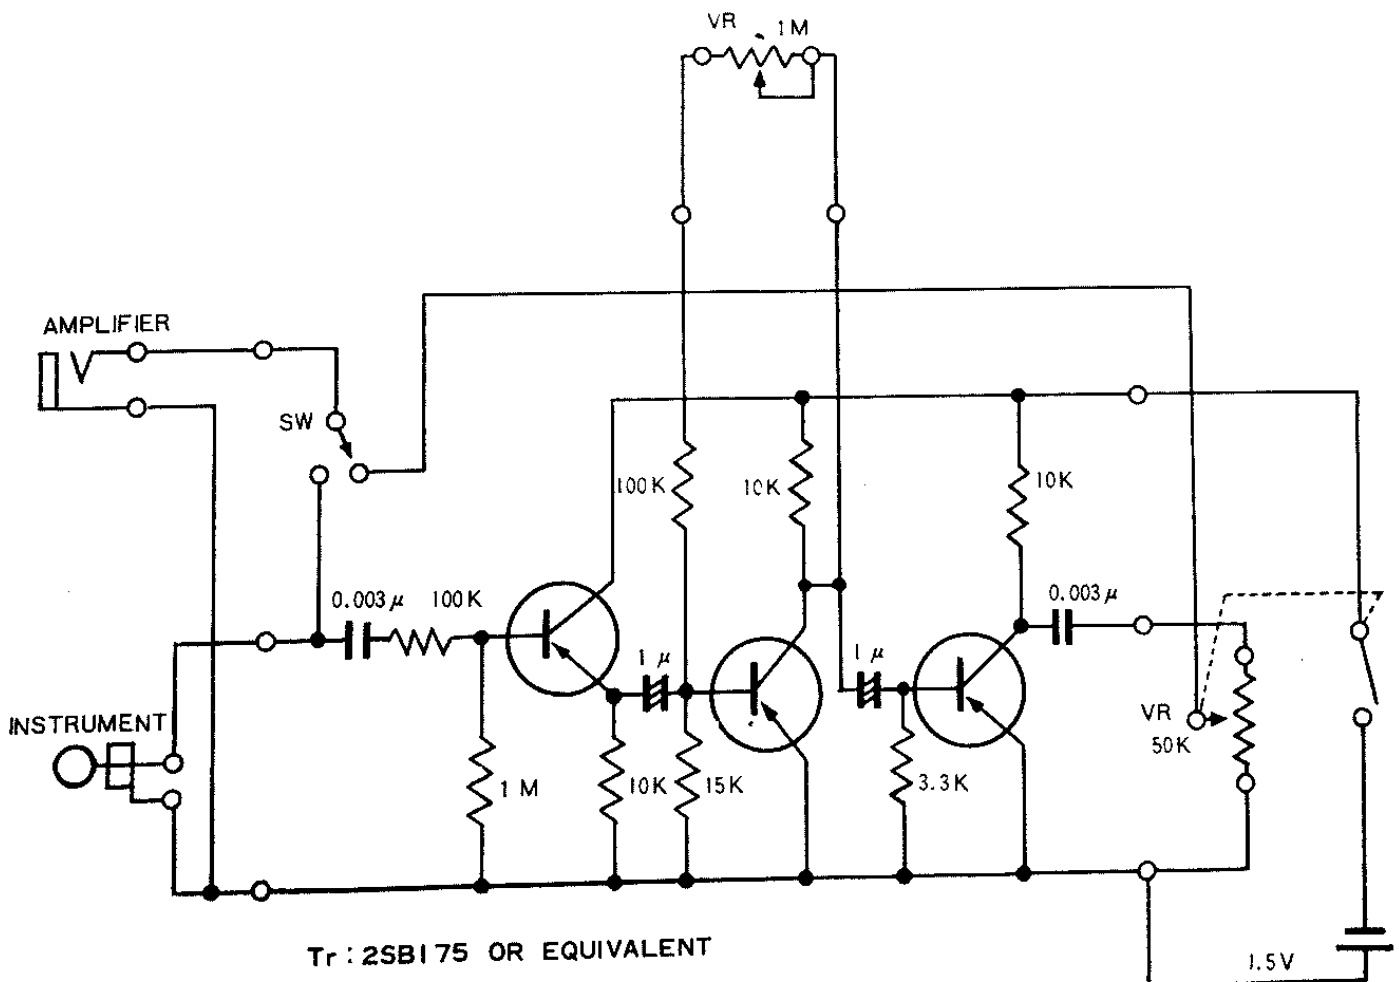 VR 1M
AMPLIFIER
SW
100K
10K
10K
0.003μ 100K
0.003μ
1μ
1μ
INSTRUMENT
VR
50K
1M
10K
15K
3.3K
Tr:2SB175 OR EQUIVALENT
1.5V